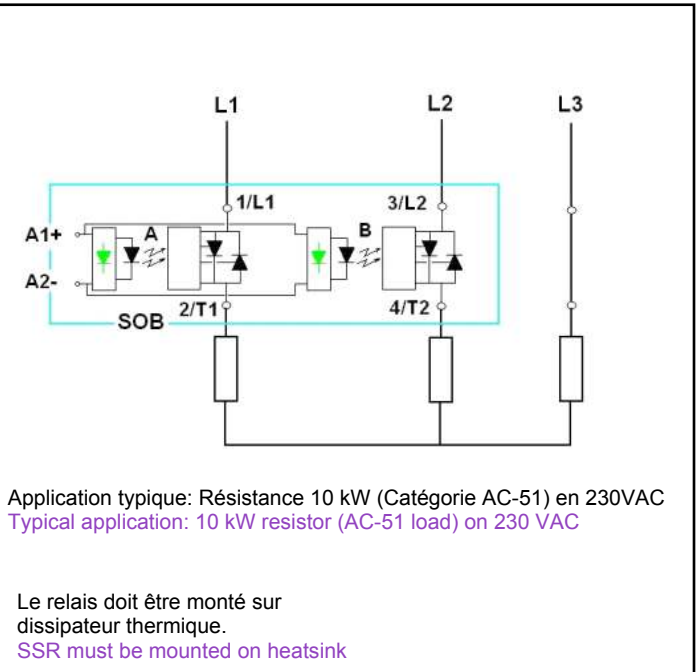 L1 L2 L3
1/L1 3/L2
A1+ A B
A2-
2/T1 4/T2
SOB
Application typique: Résistance 10 kW (Catégorie AC-51) en 230VAC
Typical application: 10 kW resistor (AC-51 load) on 230 VAC
Le relais doit être monté sur
dissipateur thermique.
SSR must be mounted on heatsink